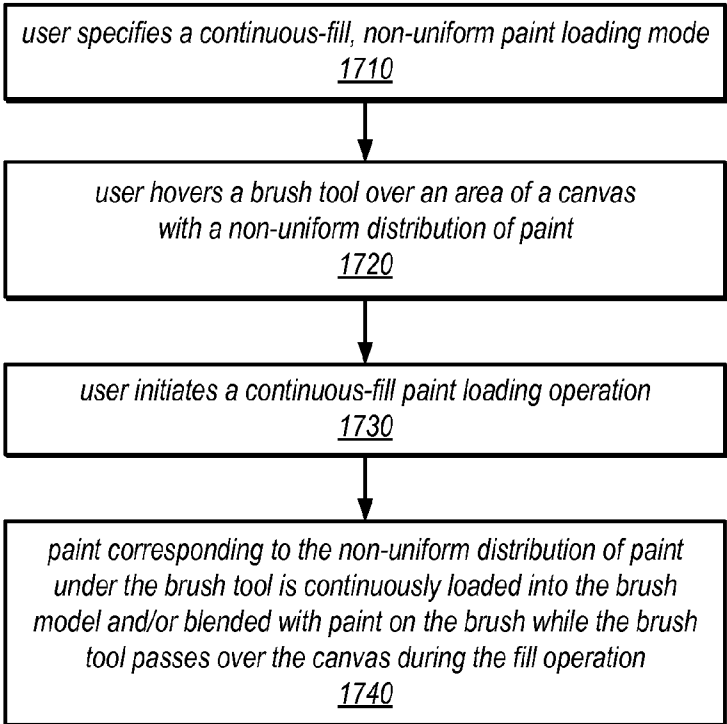 user specifies a continuous-fill, non-uniform paint loading mode
1710
user hovers a brush tool over an area of a canvas
with a non-uniform distribution of paint
1720
user initiates a continuous-fill paint loading operation
1730
paint corresponding to the non-uniform distribution of paint
under the brush tool is continuously loaded into the brush
model and/or blended with paint on the brush while the brush
tool passes over the canvas during the fill operation
1740